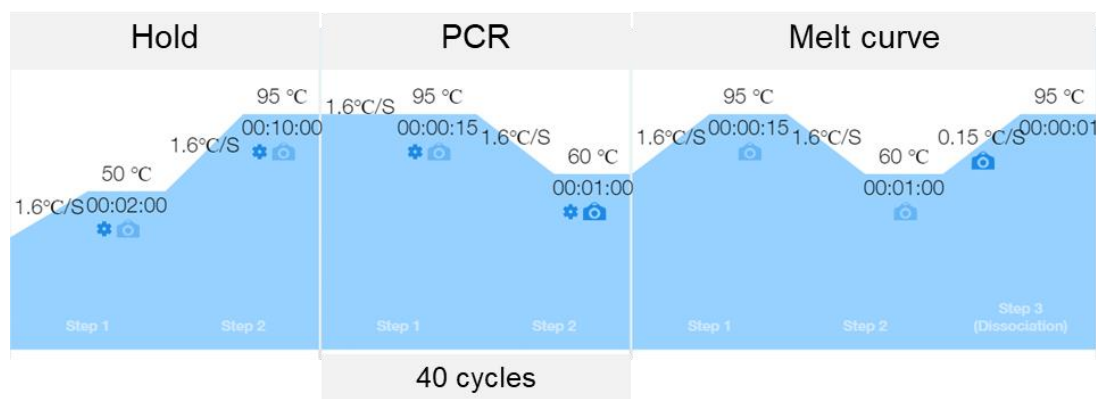 Hold
1.6°C/S
50 °C
00:02:00
Step 1
1.6°C/S
95 °C
00:10:00
Step 2
PCR
1.6°C/S
95 °C
00:00:15
Step 1
1.6°C/S
60 °C
00:01:00
Step 2
40 cycles
Melt curve
1.6°C/S
95 °C
00:00:15
Step 1
1.6°C/S
60 °C
00:01:00
Step 2
0.15 °C/S
95 °C
00:00:01
Step 3
(Dissociation)